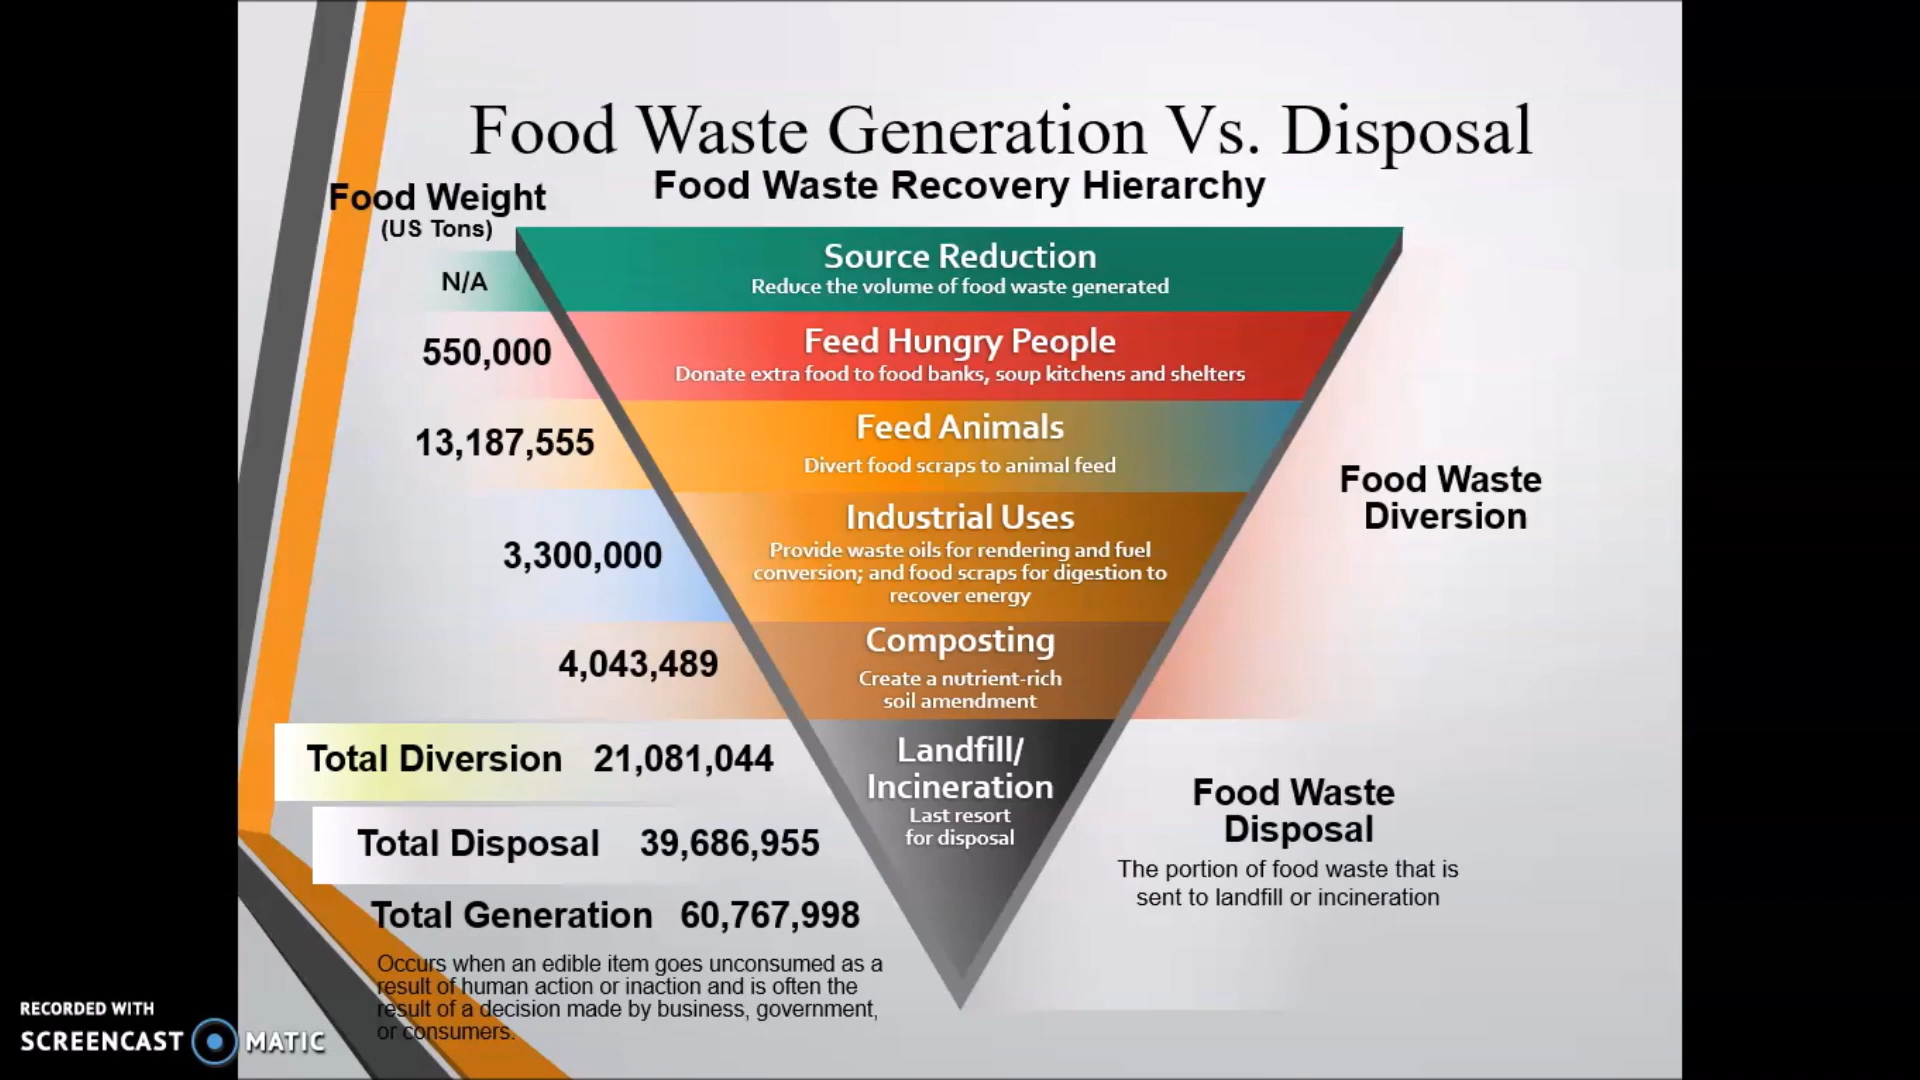 Food Waste Generation Vs. Disposal
Food Waste Recovery Hierarchy
Food Weight
(US Tons)
N/A
Source Reduction
Reduce the volume of food waste generated
550,000
Feed Hungry People
Donate extra food to food banks, soup kitchens and shelters
13,187,555
Feed Animals
Divert food scraps to animal feed
3,300,000
Industrial Uses
Provide waste oils for rendering and fuel
conversion; and food scraps for digestion to
recover energy
4,043,489
Composting
Create a nutrient-rich
soil amendment
Food Waste
Diversion
Total Diversion 21,081,044
Total Disposal 39,686,955
Total Generation 60,767,998
Occurs when an edible item goes unconsumed as a
result of human action or inaction and is often the
result of a decision made by business, government,
or consumers.
Landfill/
Incineration
Last resort
for disposal
Food Waste
Disposal
The portion of food waste that is
sent to landfill or incineration
RECORDED WITH
SCREENCAST MATIC